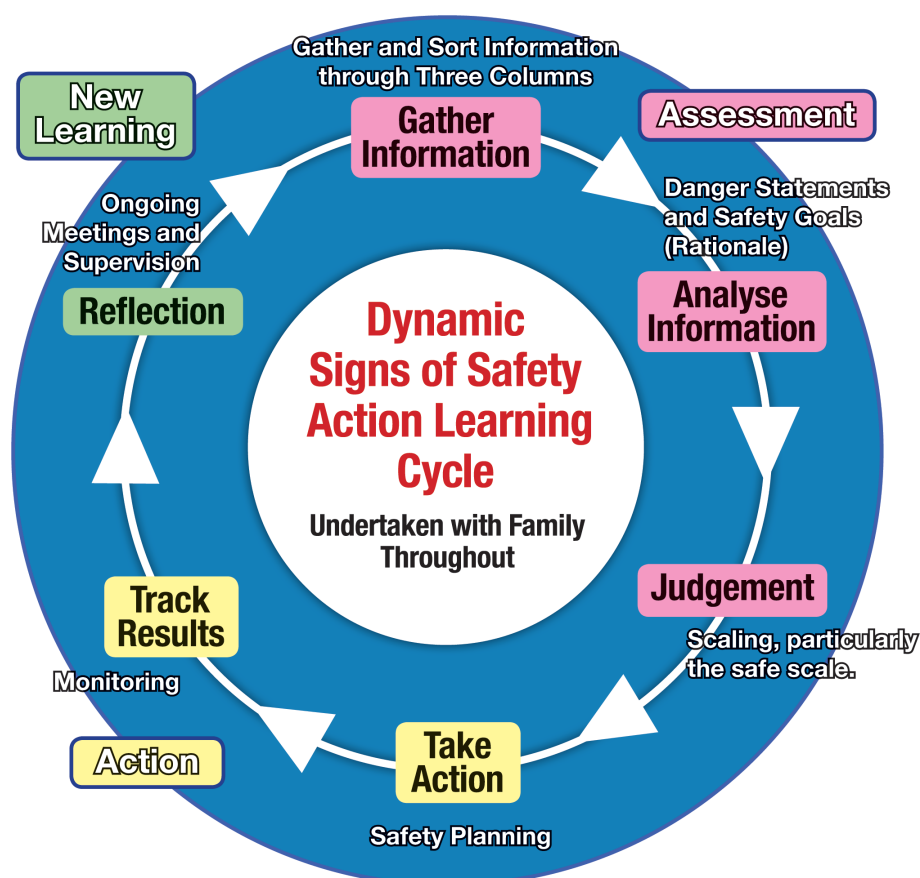 Gather and Sort Information
through Three Columns
New
Learning
Gather
Information
Assessment
Danger Statements
and Safety Goals
(Rationale)
Ongoing
Meetings and
Supervision
Analyse
Information
Reflection
Dynamic
Signs of Safety
Action Learning
Cycle
Undertaken with Family
Throughout
Judgement
Scaling, particularly
the safe scale.
Track
Results
Monitoring
Take
Action
Action
Safety Planning